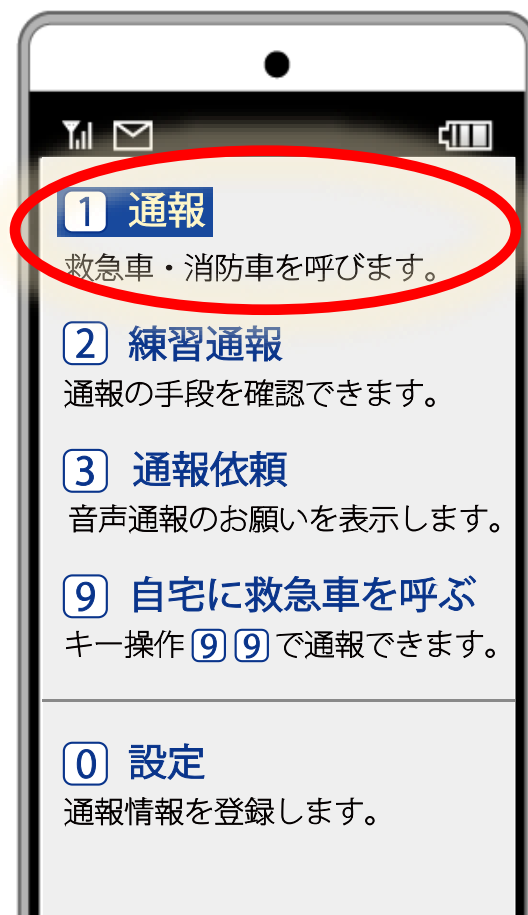 1 通報
救急車・消防車を呼びます。
2 練習通報
通報の手段を確認できます。
3 通報依頼
音声通報のお願いを表示します。
9 自宅に救急車を呼ぶ
キー操作99で通報できます。
0 設定
通報情報を登録します。